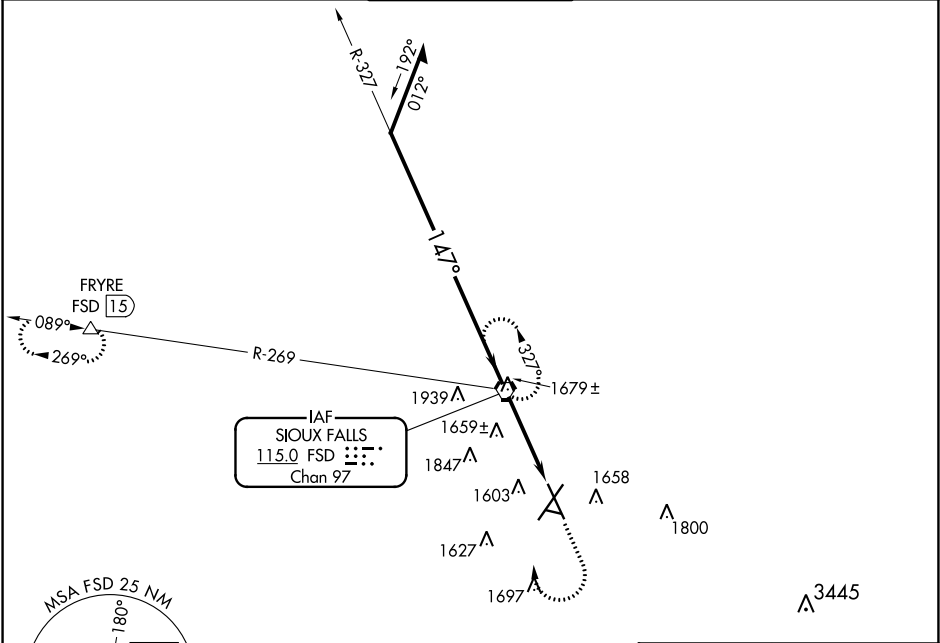 R-327
192°
012°
147°
FRYRE
FSD 15
089°
269°
R-269
327°
1679±
1939
IAF
SIOUX FALLS
115.0 FSD
Chan 97
1659±
1847
1603
1658
1800
1627
1697
3445
MSA FSD 25 NM
180°